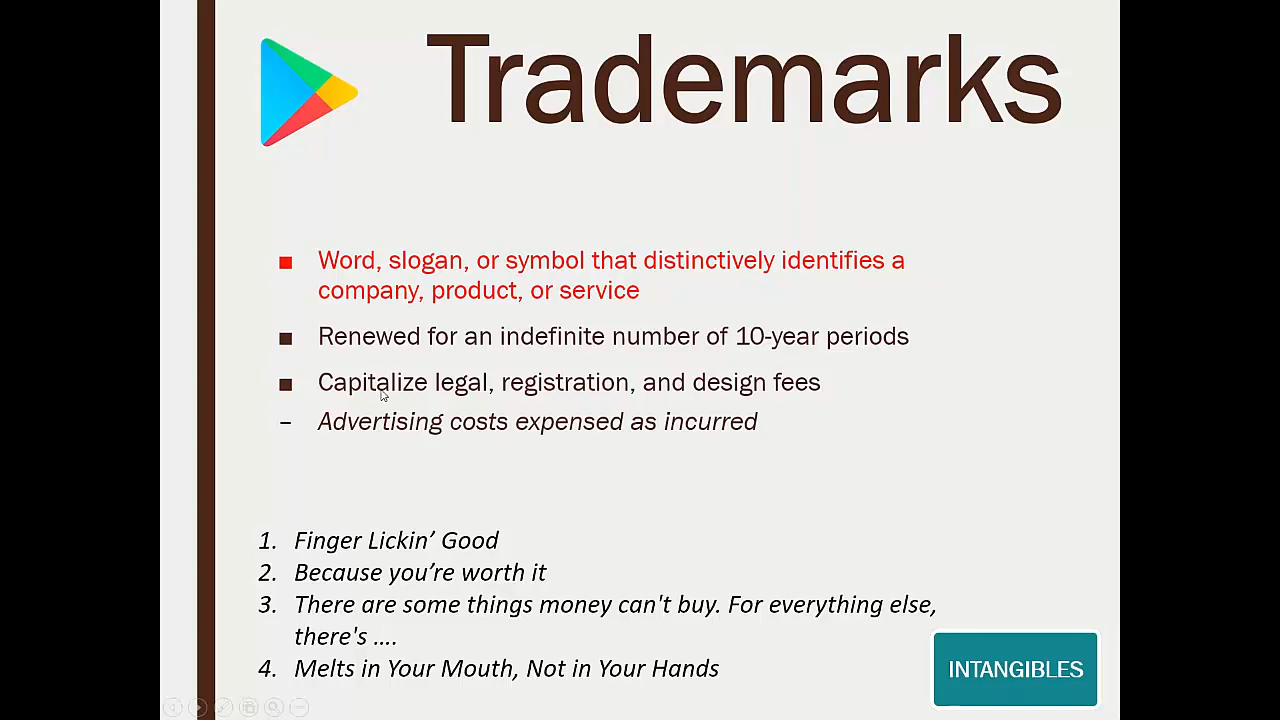 Trademarks
■ Word, slogan, or symbol that distinctively identifies a
company, product, or service
■ Renewed for an indefinite number of 10-year periods
■ Capitalize legal, registration, and design fees
– Advertising costs expensed as incurred
1. Finger Lickin’ Good
2. Because you’re worth it
3. There are some things money can't buy. For everything else,
there's ….
4. Melts in Your Mouth, Not in Your Hands
INTANGIBLES